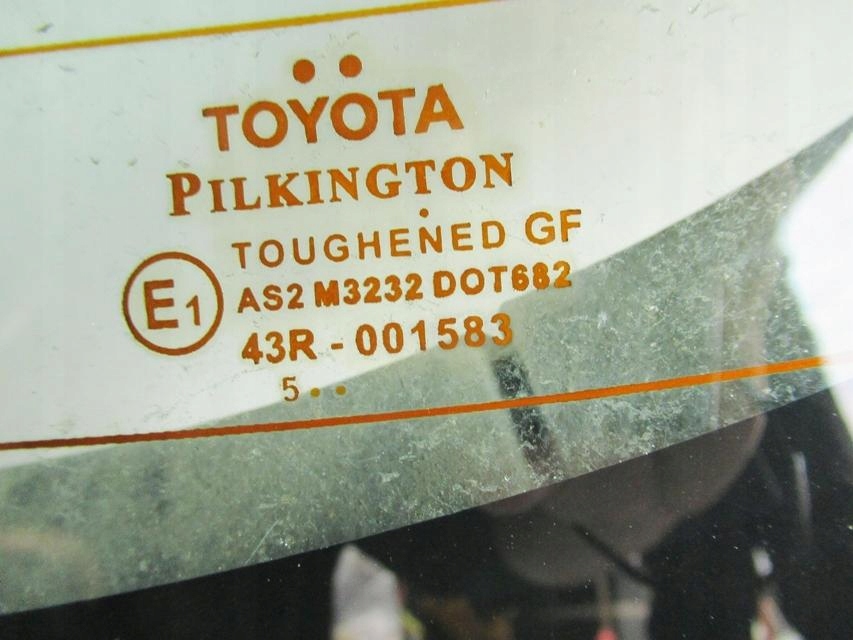 TOYOTA
PILKINGTON
TOUGHENED GF
E1
AS2 M3232 DOT682
43R - 001583
5••